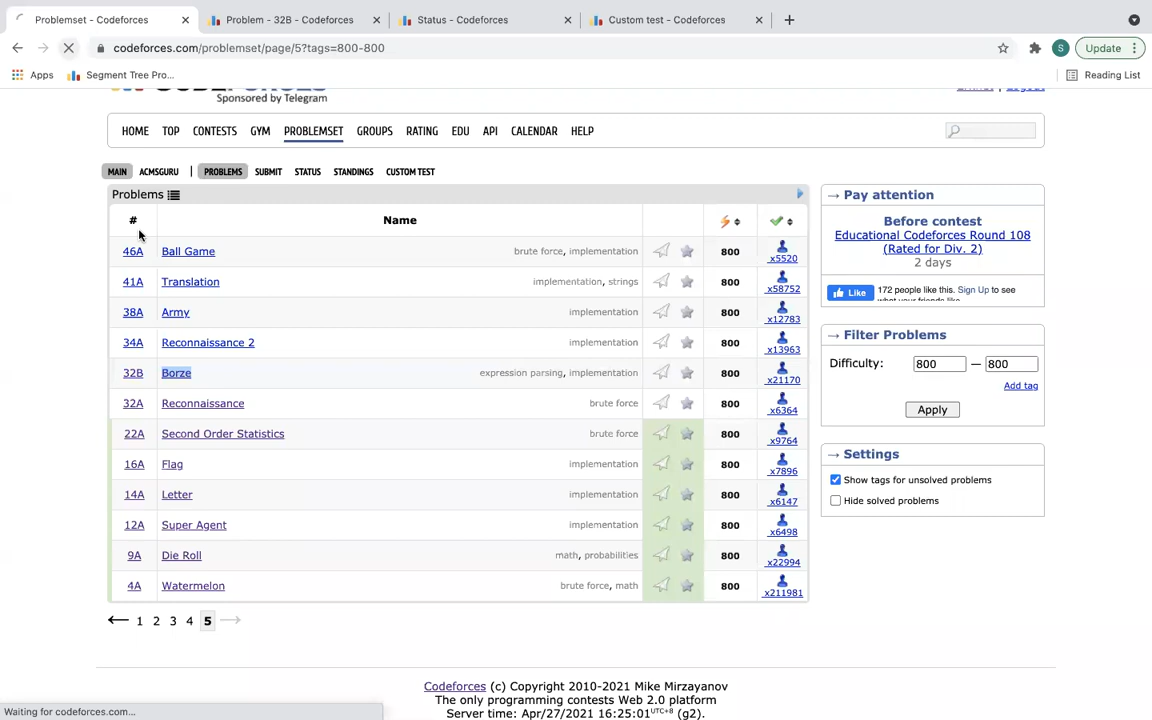 Problemset - Codeforces
Problem - 32B - Codeforces
Status - Codeforces
Custom test - Codeforces
codeforces.com/problemset/page/5?tags=800-800
S
Update
Apps
Segment Tree Pro...
Reading List
Sponsored by Telegram
HOME TOP CONTESTS GYM PROBLEMSET GROUPS RATING EDU API CALENDAR HELP
MAIN ACMSGURU | PROBLEMS SUBMIT STATUS STANDINGS CUSTOM TEST
Problems
# Name
46A Ball Game brute force, implementation 800 x5520
41A Translation implementation, strings 800 x58752
38A Army implementation 800 x12783
34A Reconnaissance 2 implementation 800 x13963
32B Borze expression parsing, implementation 800 x21170
32A Reconnaissance brute force 800 x6364
22A Second Order Statistics brute force 800 x9764
16A Flag implementation 800 x7896
14A Letter implementation 800 x6147
12A Super Agent implementation 800 x6498
9A Die Roll math, probabilities 800 x22994
4A Watermelon brute force, math 800 x211981
← 1 2 3 4 5 →
→ Pay attention
Before contest
Educational Codeforces Round 108
(Rated for Div. 2)
2 days
Like
172 people like this. Sign Up to see
what your friends like.
→ Filter Problems
Difficulty: 800 — 800
Add tag
Apply
→ Settings
Show tags for unsolved problems
Hide solved problems
Codeforces (c) Copyright 2010-2021 Mike Mirzayanov
The only programming contests Web 2.0 platform
Server time: Apr/27/2021 16:25:01 UTC+8 (g2).
Waiting for codeforces.com...